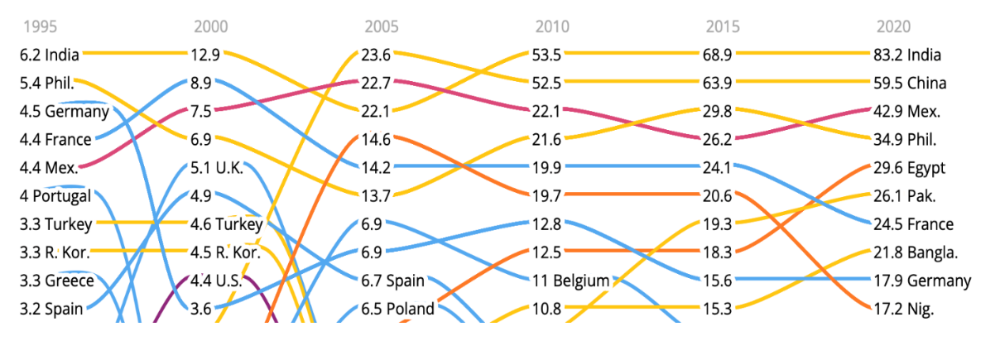 1995 2000 2005 2010 2015 2020
6.2 India 12.9 23.6 53.5 68.9 83.2 India
5.4 Phil. 8.9 22.7 52.5 63.9 59.5 China
4.5 Germany 7.5 22.1 22.1 29.8 42.9 Mex.
4.4 France 6.9 14.6 21.6 26.2 34.9 Phil.
4.4 Mex. 5.1 U.K. 14.2 19.9 24.1 29.6 Egypt
4 Portugal 4.9 13.7 19.7 20.6 26.1 Pak.
3.3 Turkey 4.6 Turkey 6.9 12.8 19.3 24.5 France
3.3 R. Kor. 4.5 R. Kor. 6.9 12.5 18.3 21.8 Bangla.
3.3 Greece 4.4 U.S. 6.7 Spain 11 Belgium 15.6 17.9 Germany
3.2 Spain 3.6 6.5 Poland 10.8 15.3 17.2 Nig.